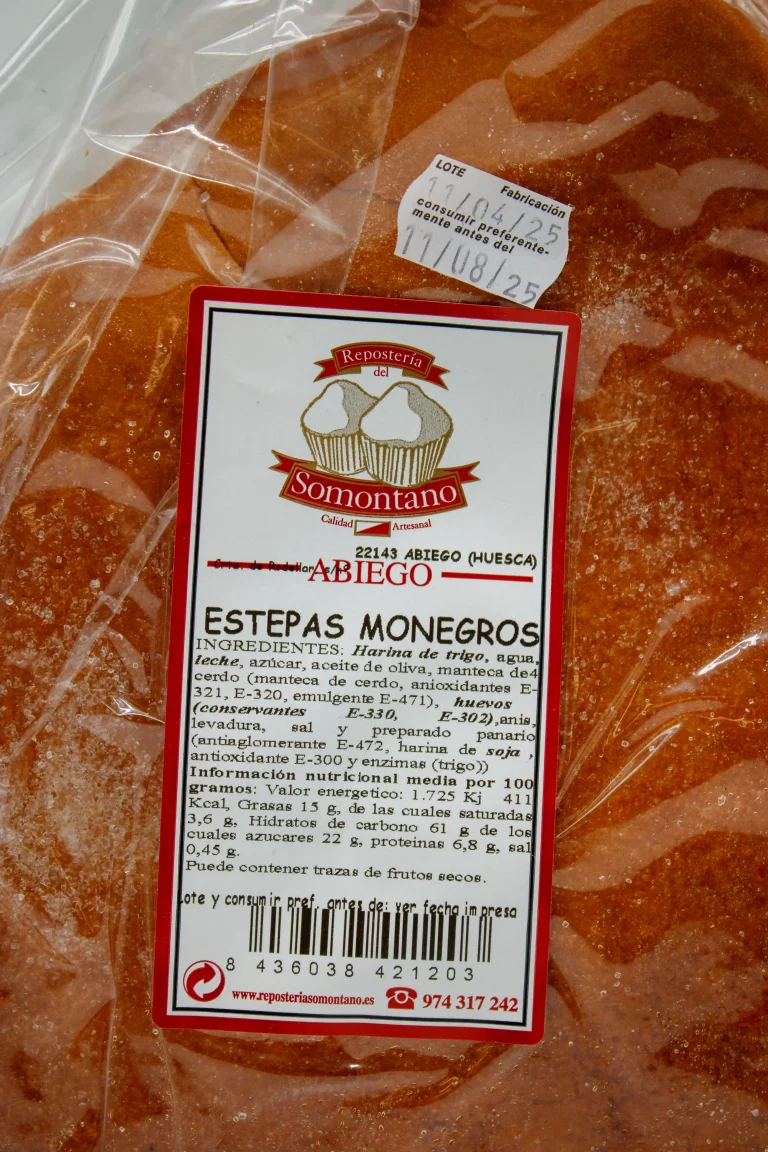 LOTE Fabricación
11/04/25
consumir preferente-
mente antes del
11/08/25
Repostería
del
Somontano
Calidad Artesanal
22143 ABIEGO (HUESCA)
Crta. de Rodellar s/nº
ABIEGO
ESTEPAS MONEGROS
INGREDIENTES: Harina de trigo, agua,
leche, azúcar, aceite de oliva, manteca de4
cerdo (manteca de cerdo, anioxidantes E-
321, E-320, emulgente E-471), huevos
(conservantes E-330, E-302),anis,
levadura, sal y preparado panario
(antiaglomerante E-472, harina de soja ,
antioxidante E-300 y enzimas (trigo))
Información nutricional media por 100
gramos: Valor energetico: 1.725 Kj 411
Kcal, Grasas 15 g, de las cuales saturadas
3,6 g, Hidratos de carbono 61 g de los
cuales azucares 22 g, proteinas 6,8 g, sal
0,45 g.
Puede contener trazas de frutos secos.
Lote y consumir pref. antes de: ver fecha impresa
8 436038 421203
www.reposteriasomontano.es 974 317 242